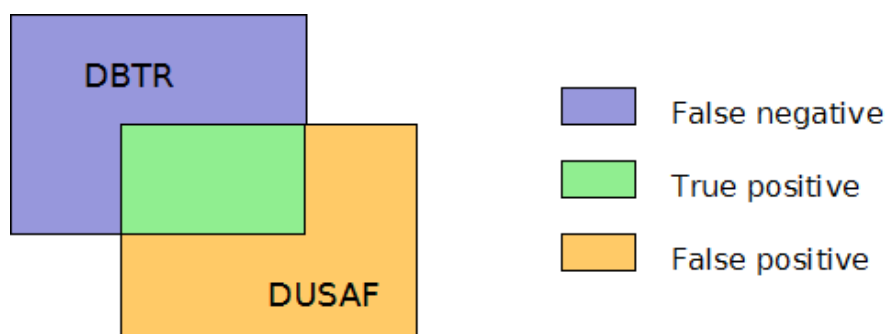 DBTR
DUSAF
False negative
True positive
False positive